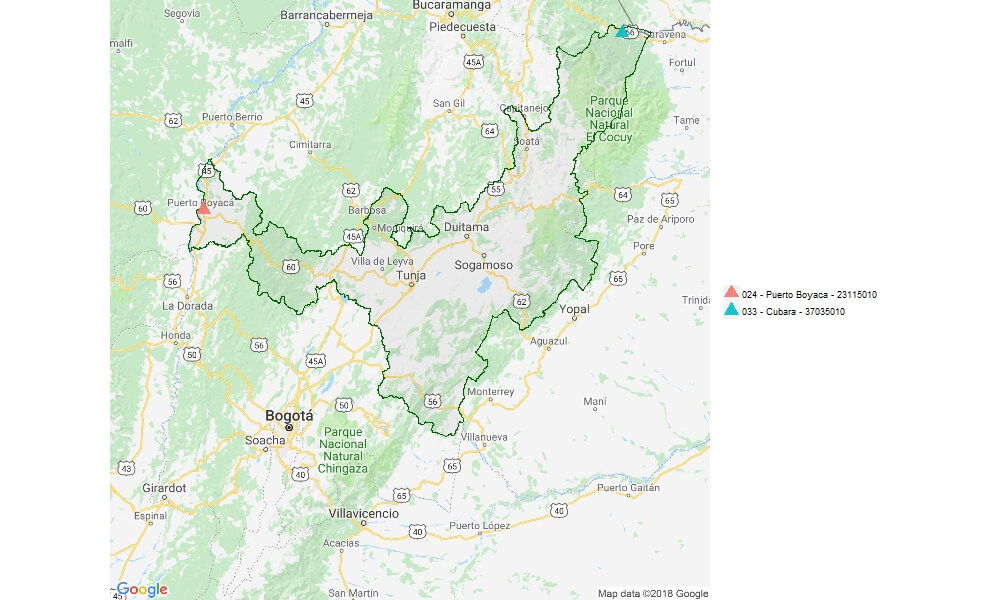 Bucaramanga
Segovia
Barrancabermeja
Piedecuesta
56
Saravena
malfi
45A
Fortul
45
San Gil
Capitanejo
Parque
Nacional
Natural
El Cocuy
62
Puerto Berrio
Tame
64
Soatá
Cimitarra
45
62
55
64
65
60
Puerto Boyaca
Barbosa
Moniquirá
Duitama
Paz de Ariporo
45A
Pore
Villa de Leyva
Sogamoso
60
Tunja
65
56
62
La Dorada
Yopal
Trinida
024 - Puerto Boyaca - 23115010
033 - Cubara - 37035010
Honda
56
50
45A
Aguazul
Monterrey
56
50
Maní
Bogotá
Soacha
Parque
Nacional
Natural
Chingaza
Villanueva
43
40
65
Girardot
65
Puerto Gaitán
Espinal
Villavicencio
40
Puerto López
40
Acacias
45
Google
San Martín
Map data ©2018 Google